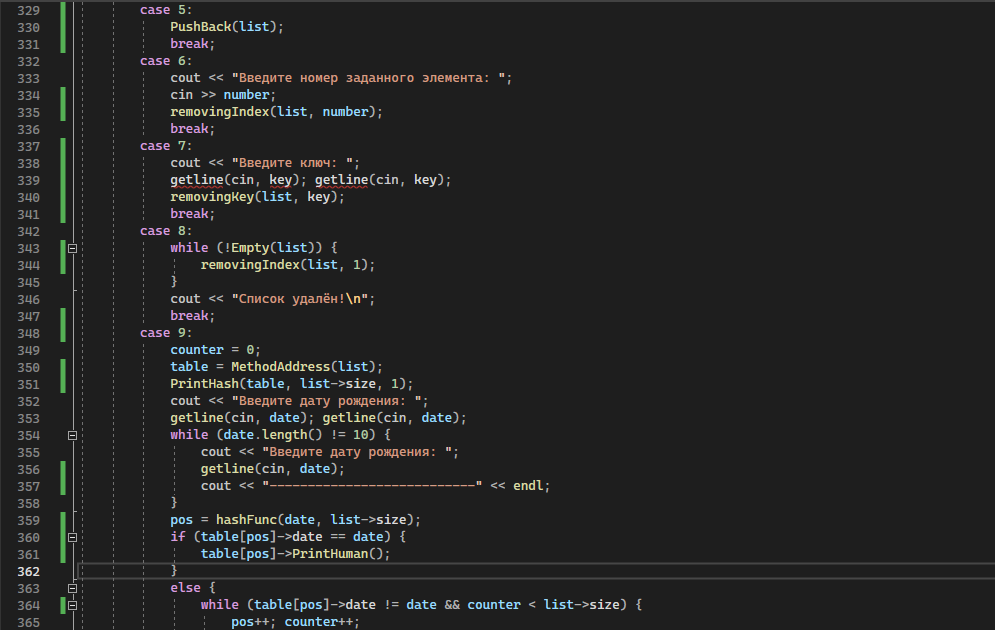 329 case 5:
330 PushBack(list);
331 break;
332 case 6:
333 cout << "Введите номер заданного элемента: ";
334 cin >> number;
335 removingIndex(list, number);
336 break;
337 case 7:
338 cout << "Введите ключ: ";
339 getline(cin, key); getline(cin, key);
340 removingKey(list, key);
341 break;
342 case 8:
343 while (!Empty(list)) {
344 removingIndex(list, 1);
345 }
346 cout << "Список удалён!\n";
347 break;
348 case 9:
349 counter = 0;
350 table = MethodAddress(list);
351 PrintHash(table, list->size, 1);
352 cout << "Введите дату рождения: ";
353 getline(cin, date); getline(cin, date);
354 while (date.length() != 10) {
355 cout << "Введите дату рождения: ";
356 getline(cin, date);
357 cout << "---------------------------" << endl;
358 }
359 pos = hashFunc(date, list->size);
360 if (table[pos]->date == date) {
361 table[pos]->PrintHuman();
362 }
363 else {
364 while (table[pos]->date != date && counter < list->size) {
365 pos++; counter++;